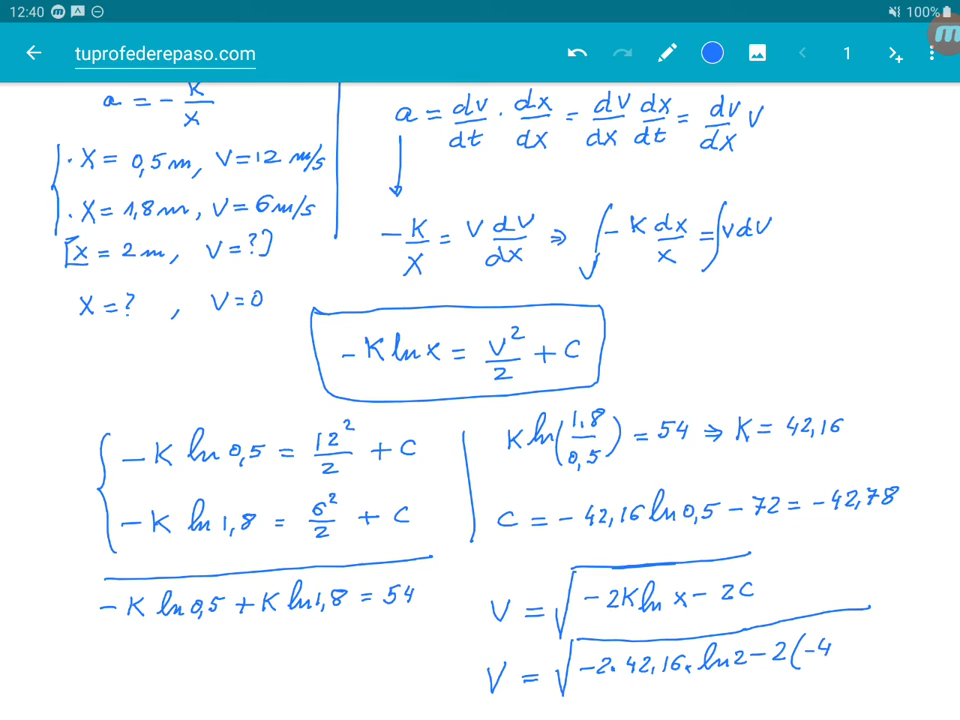 12:40 100%
tuprofederepaso.com 1
a = - K/x
· X = 0,5 m, V = 12 m/s
· X = 1,8 m, V = 6 m/s
[x = 2 m, V = ?]
X = ? , V = 0
a = dv/dt · dx/dx = dv/dx dx/dt = dv/dx V
- K/X = V dV/dx ⇒ ∫ - K dx/x = ∫ V dV
- K ln x = V²/2 + C
- K ln 0,5 = 12²/2 + C
- K ln 1,8 = 6²/2 + C
- K ln 0,5 + K ln 1,8 = 54
K ln(1,8/0,5) = 54 ⇒ K = 42,16
C = - 42,16 ln 0,5 - 72 = - 42,78
V = √(- 2K ln x - 2C
V = √(- 2 · 42,16 · ln 2 - 2(-4